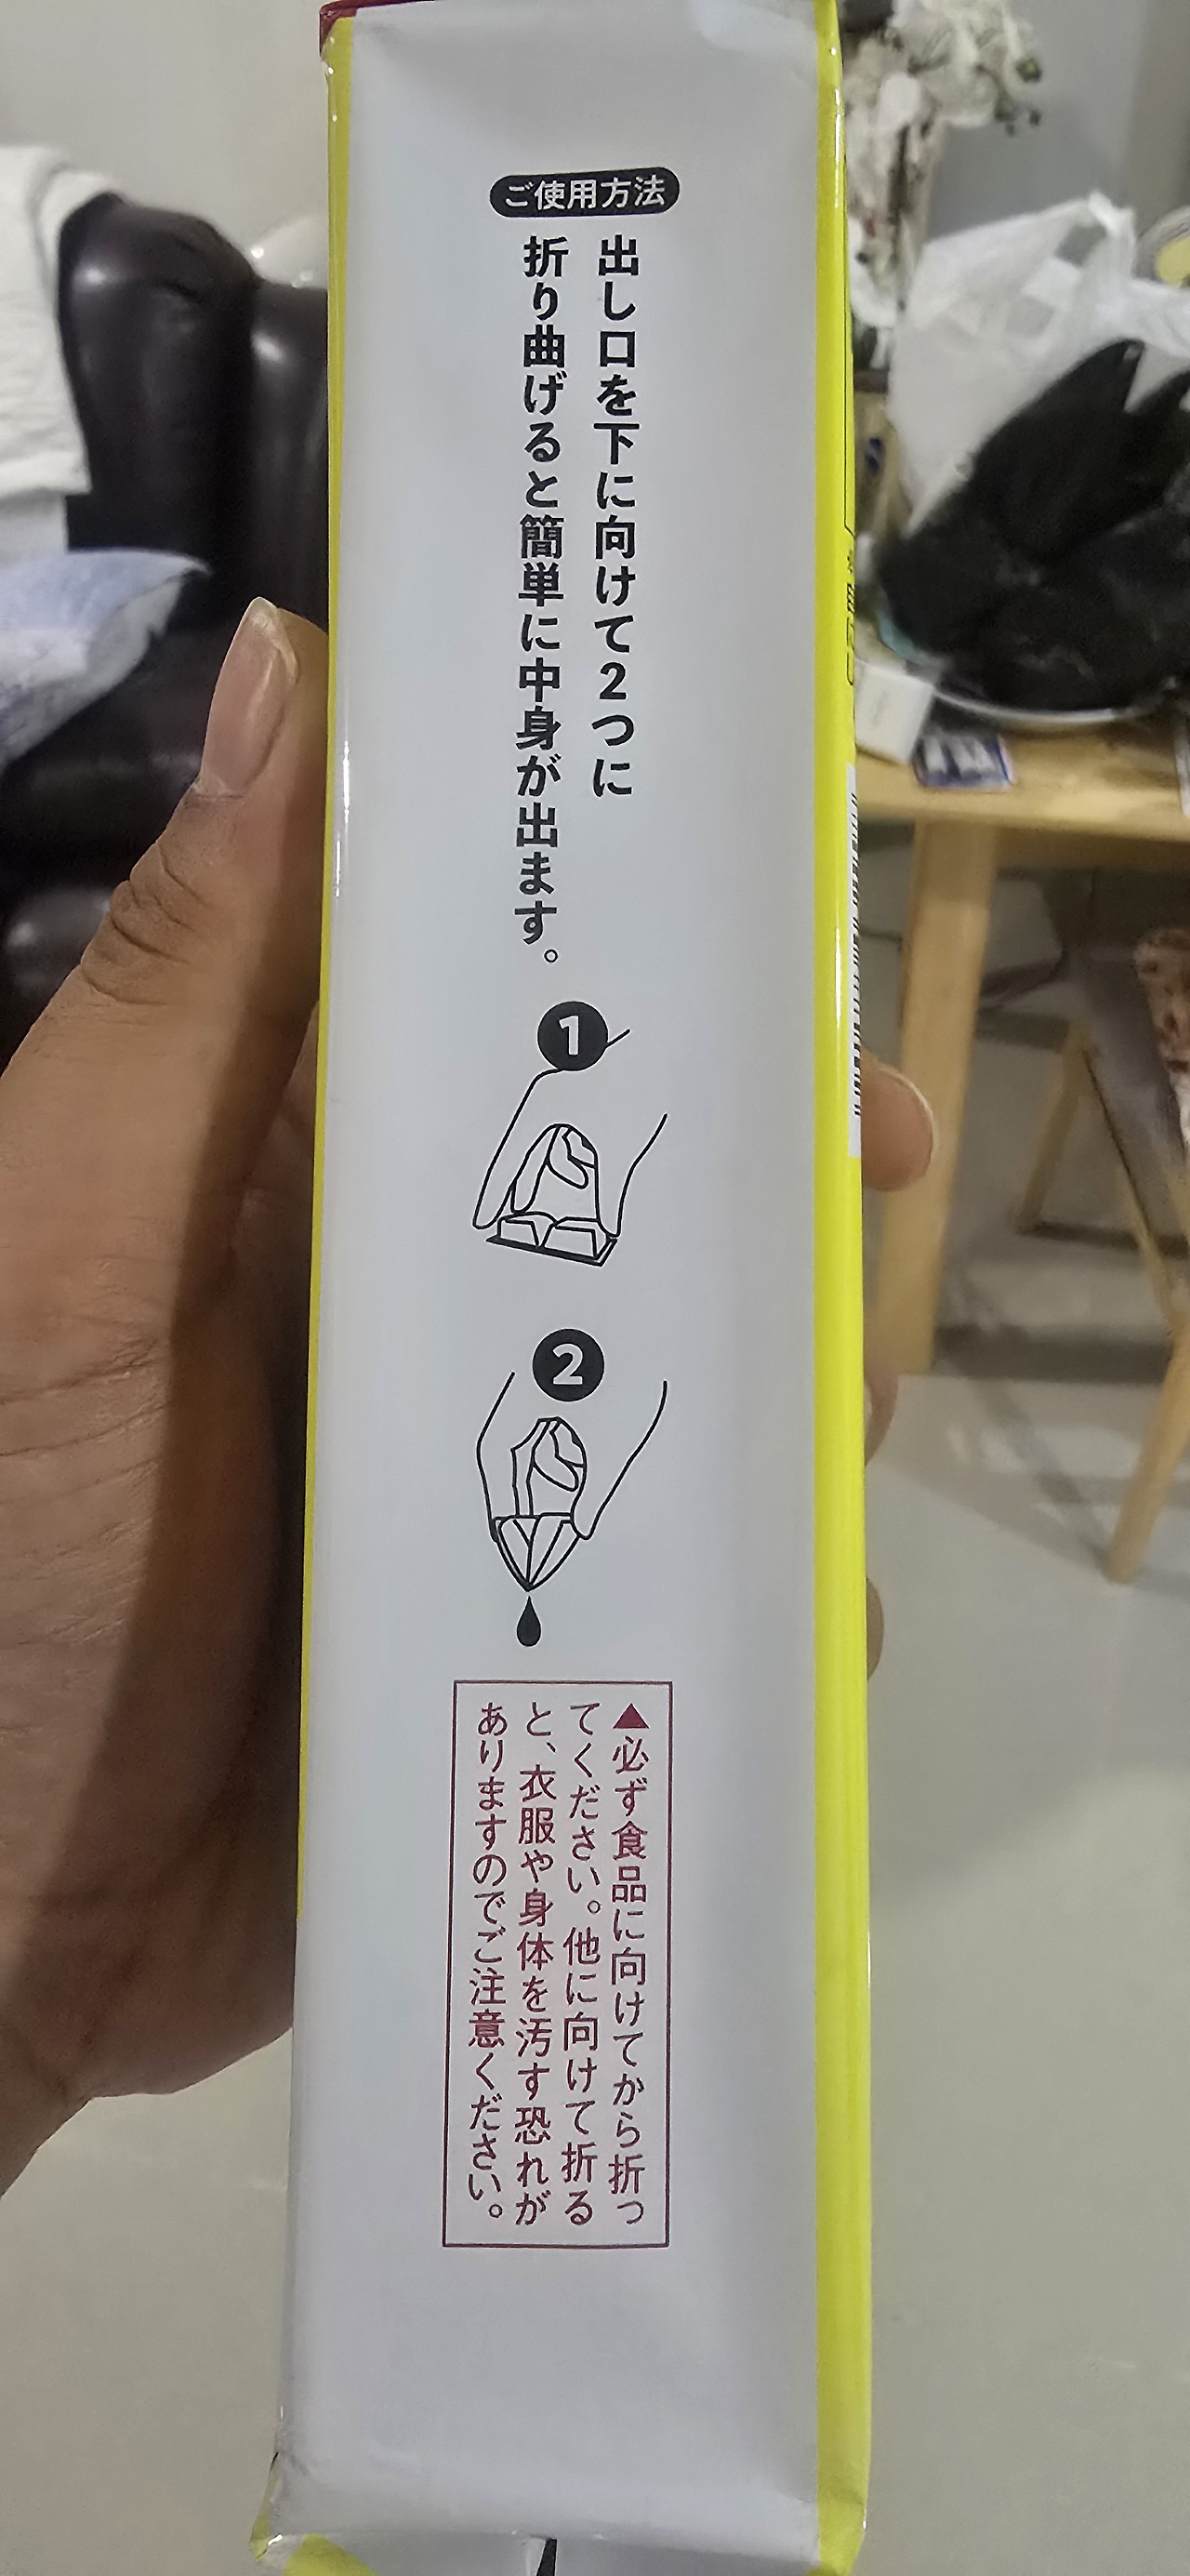 ご使用方法
出し口を下に向けて2つに
折り曲げると簡単に中身が出ます。
1
2
▲必ず食品に向けてから折っ
てください。他に向けて折る
と、衣服や身体を汚す恐れが
ありますのでご注意ください。